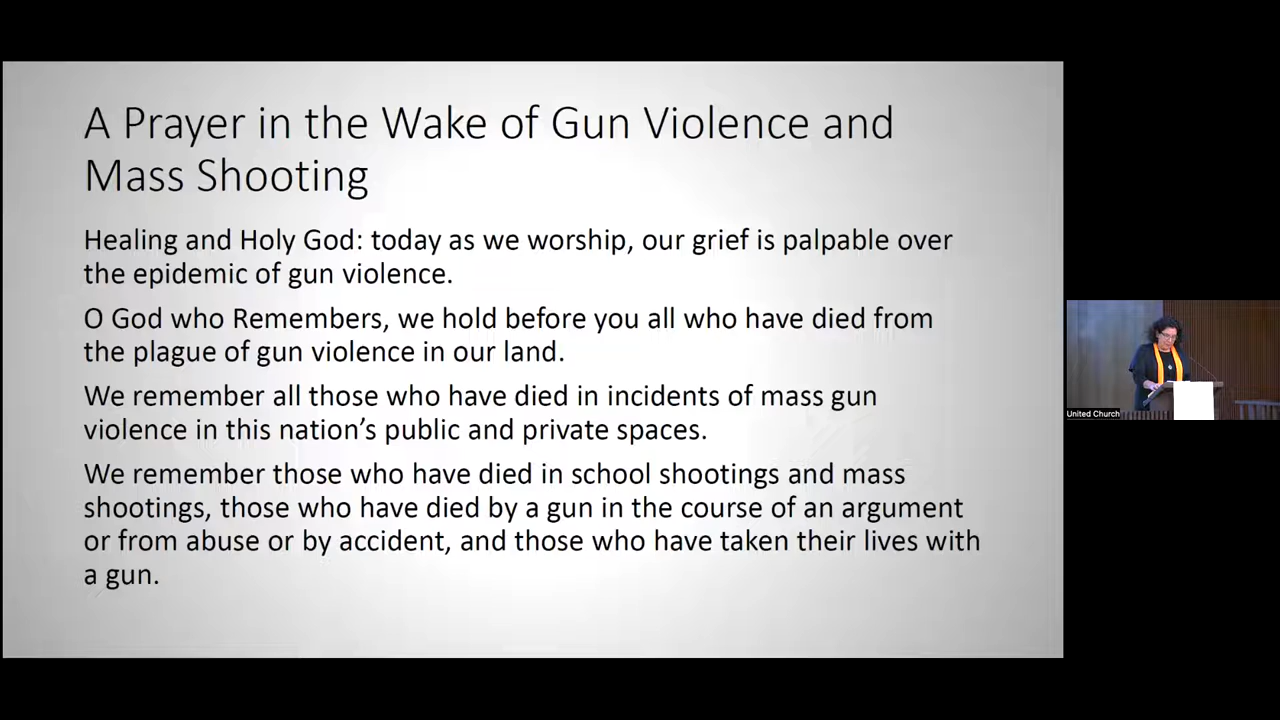 A Prayer in the Wake of Gun Violence and
Mass Shooting
Healing and Holy God: today as we worship, our grief is palpable over
the epidemic of gun violence.
O God who Remembers, we hold before you all who have died from
the plague of gun violence in our land.
We remember all those who have died in incidents of mass gun
violence in this nation’s public and private spaces.
We remember those who have died in school shootings and mass
shootings, those who have died by a gun in the course of an argument
or from abuse or by accident, and those who have taken their lives with
a gun.
United Church